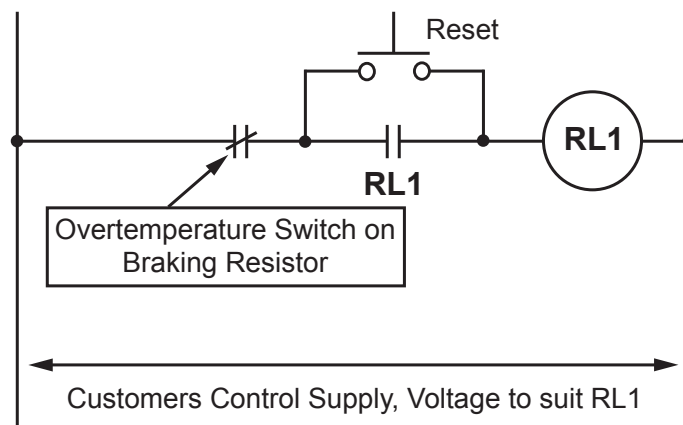 Reset
RL1
RL1
Overtemperature Switch on
Braking Resistor
Customers Control Supply, Voltage to suit RL1